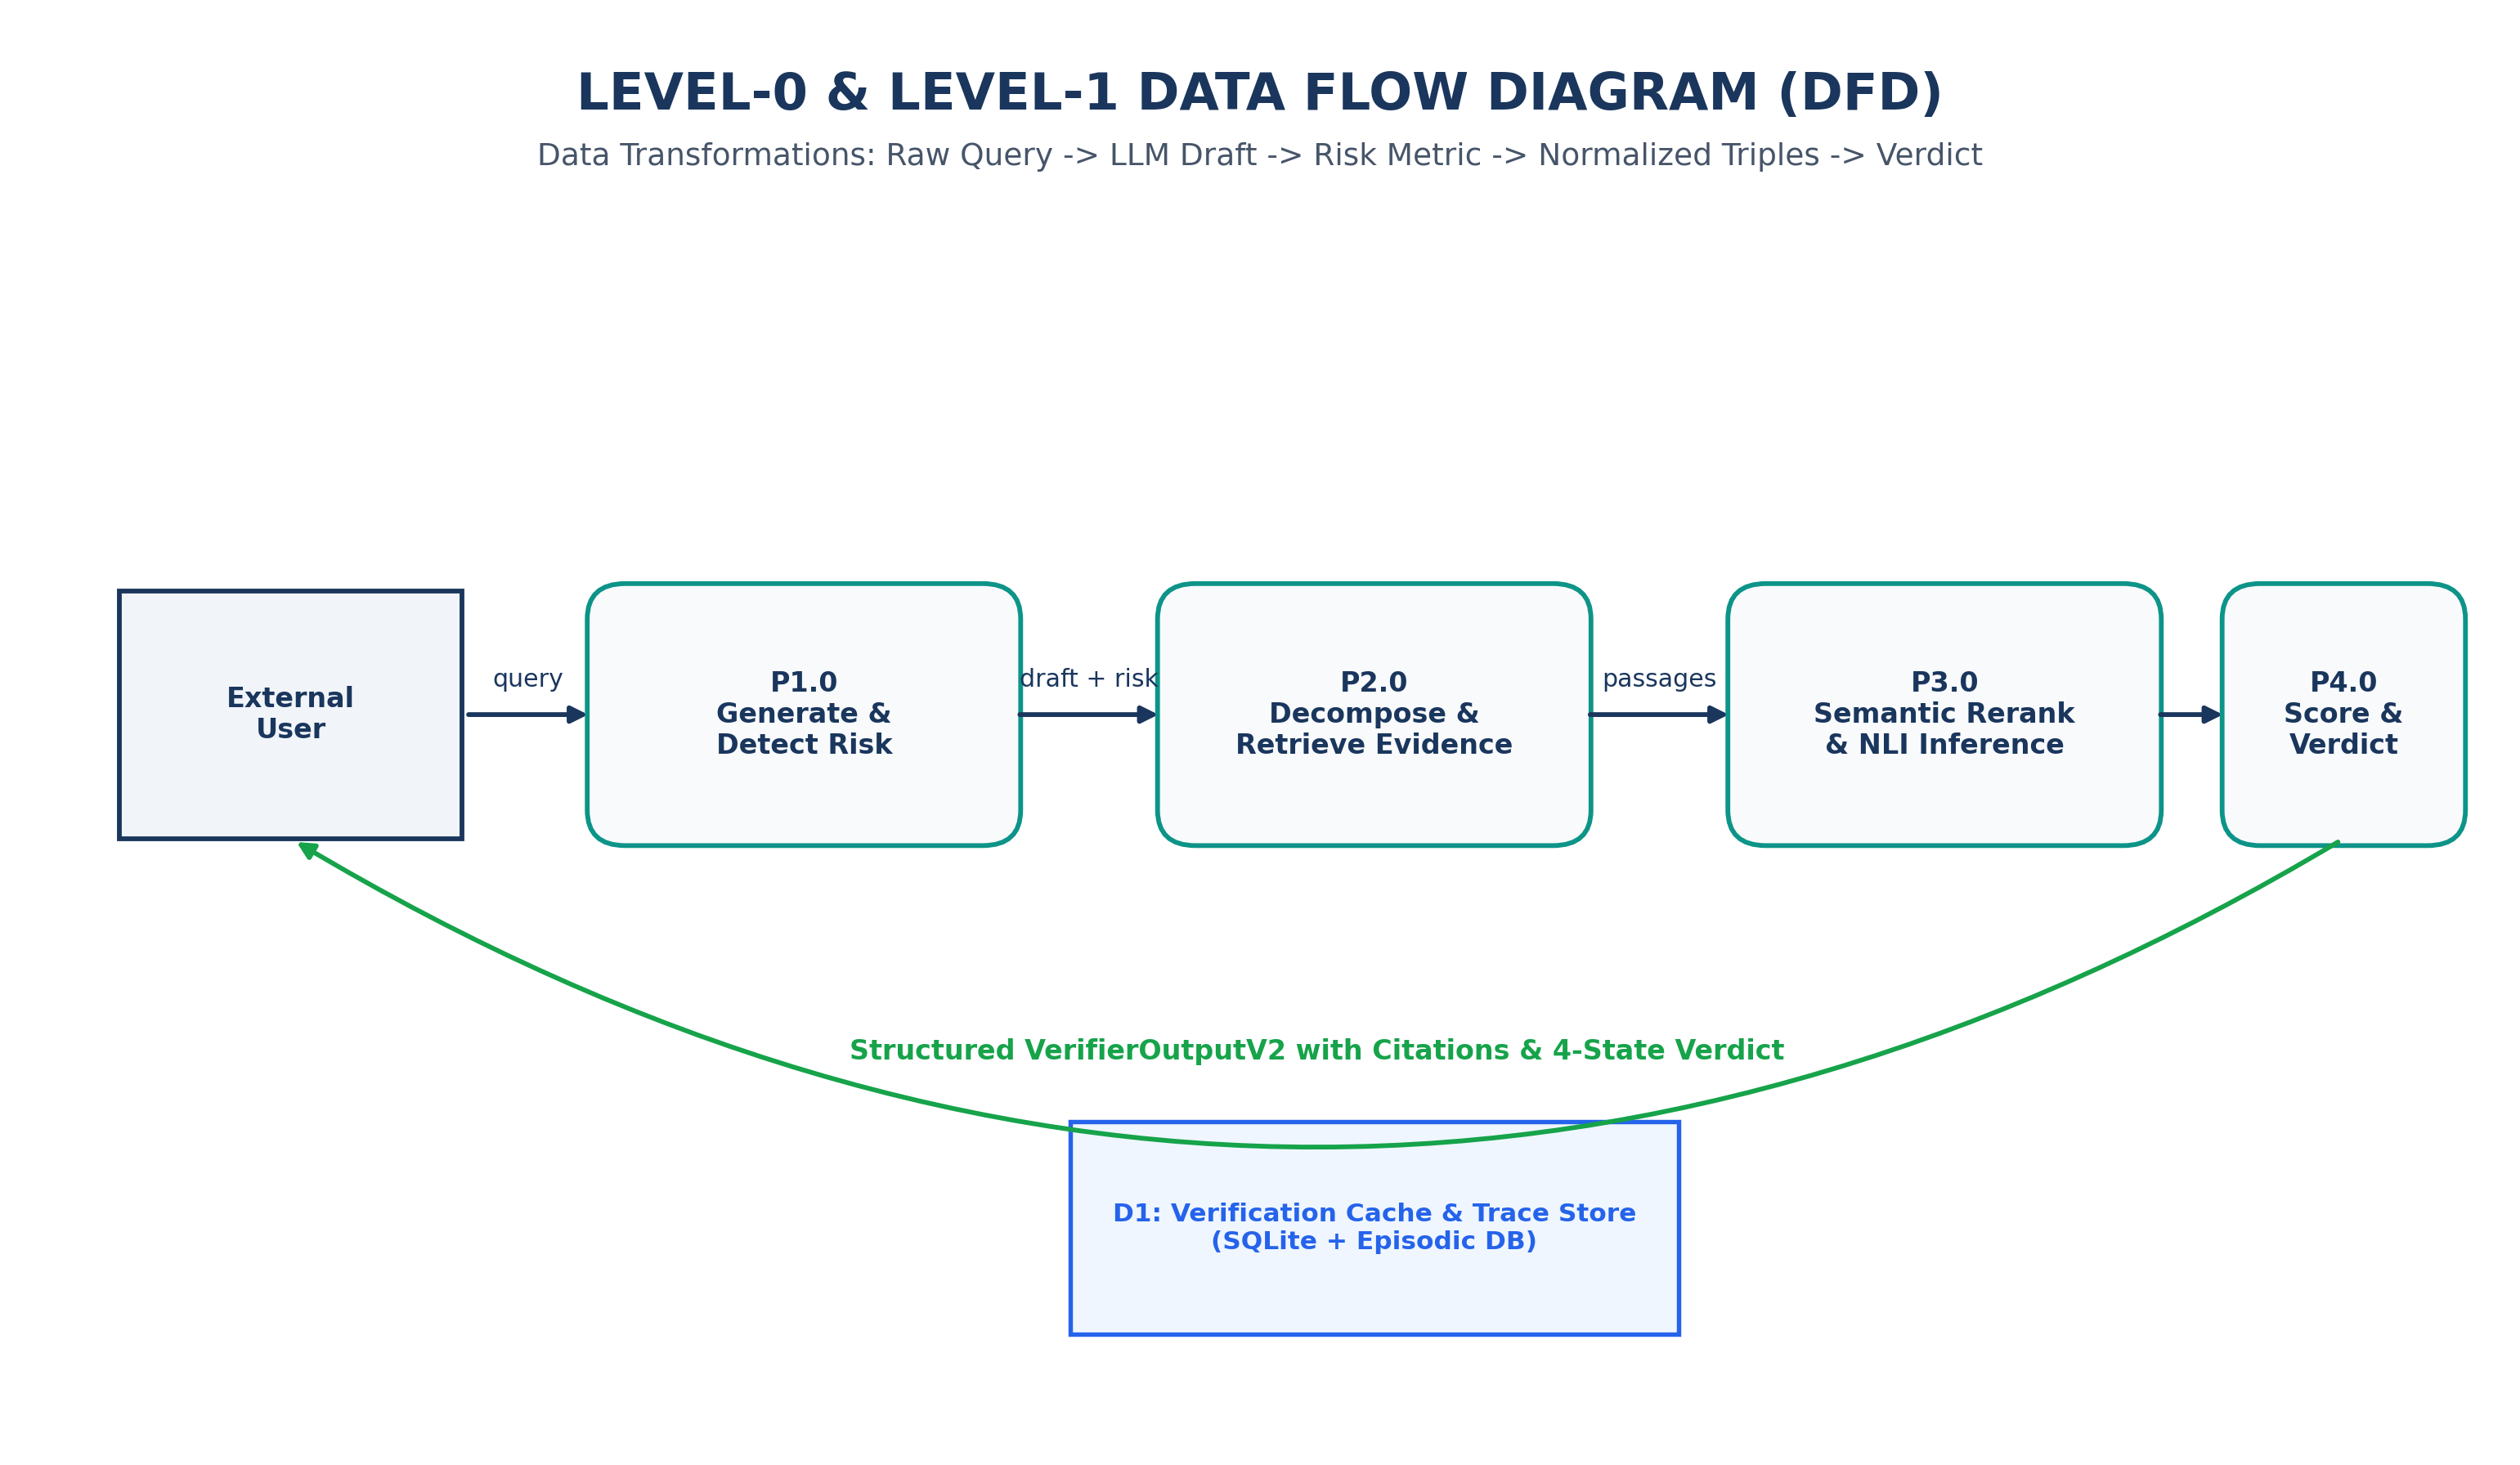 LEVEL-0 & LEVEL-1 DATA FLOW DIAGRAM (DFD)
Data Transformations: Raw Query -> LLM Draft -> Risk Metric -> Normalized Triples -> Verdict
External
User
query
P1.0
Generate &
Detect Risk
draft + risk
P2.0
Decompose &
Retrieve Evidence
passages
P3.0
Semantic Rerank
& NLI Inference
P4.0
Score &
Verdict
Structured VerifierOutputV2 with Citations & 4-State Verdict
D1: Verification Cache & Trace Store
(SQLite + Episodic DB)